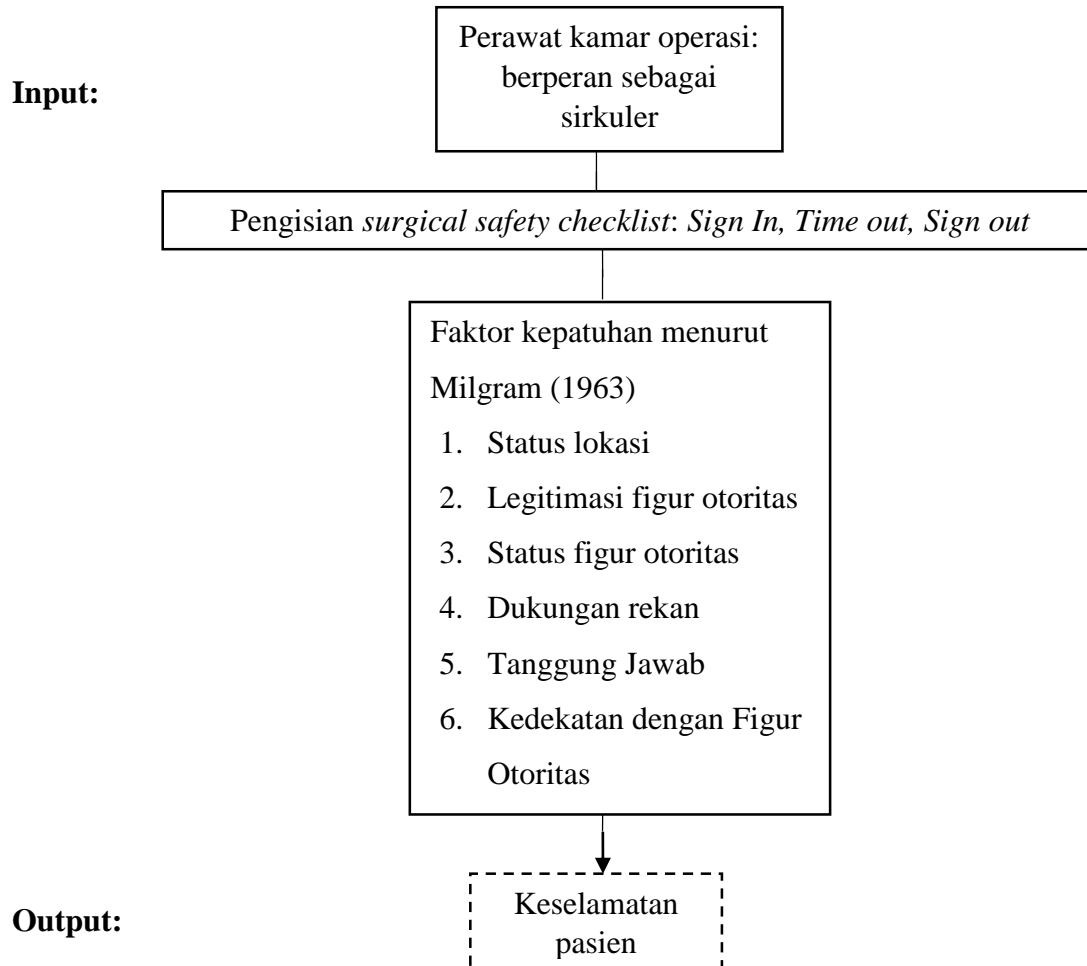 Perawat kamar operasi:
Input:
berperan sebagai
sirkuler
Pengisian surgical safety checklist: Sign In, Time out, Sign out
Faktor kepatuhan menurut
Milgram (1963)
1. Status lokasi
2. Legitimasi figur otoritas
3. Status figur otoritas
4. Dukungan rekan
5. Tanggung Jawab
6. Kedekatan dengan Figur
Otoritas
Keselamatan
Output:
pasien